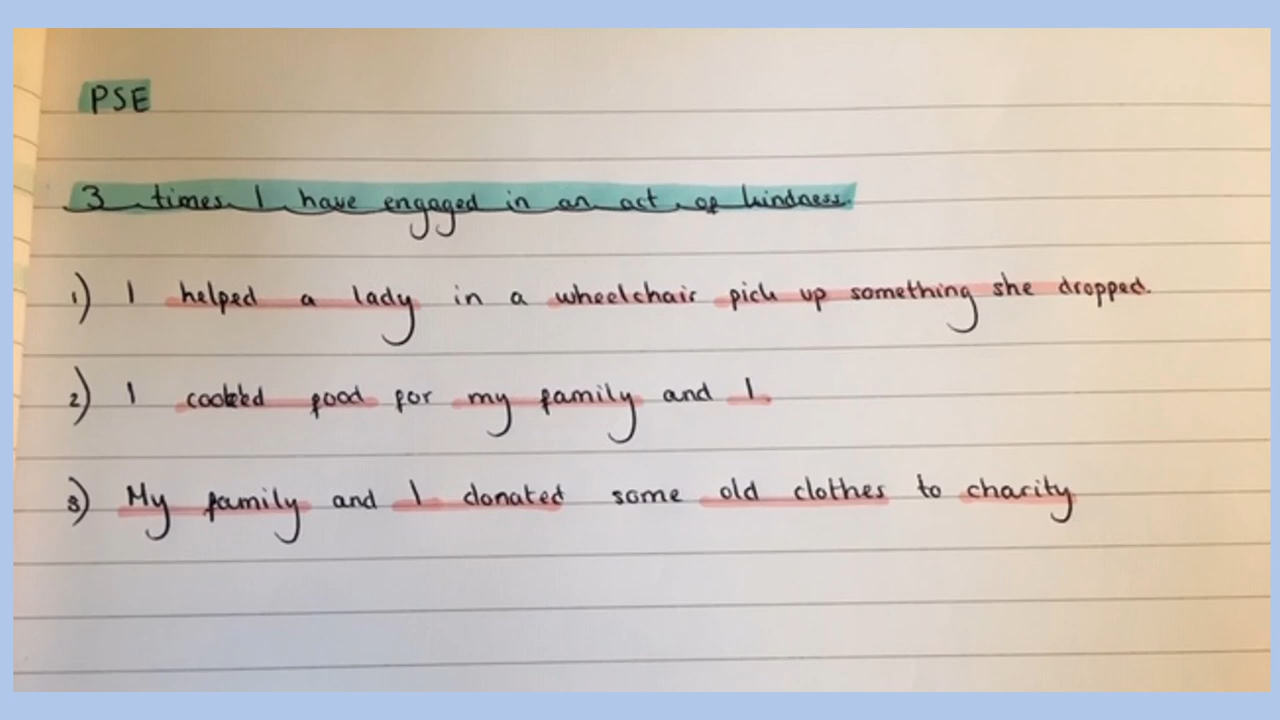 PSE
3 times I have engaged in an act of kindness.
1) I helped a lady in a wheelchair pick up something she dropped.
2) I cooked food for my family and I.
3) My family and I donated some old clothes to charity